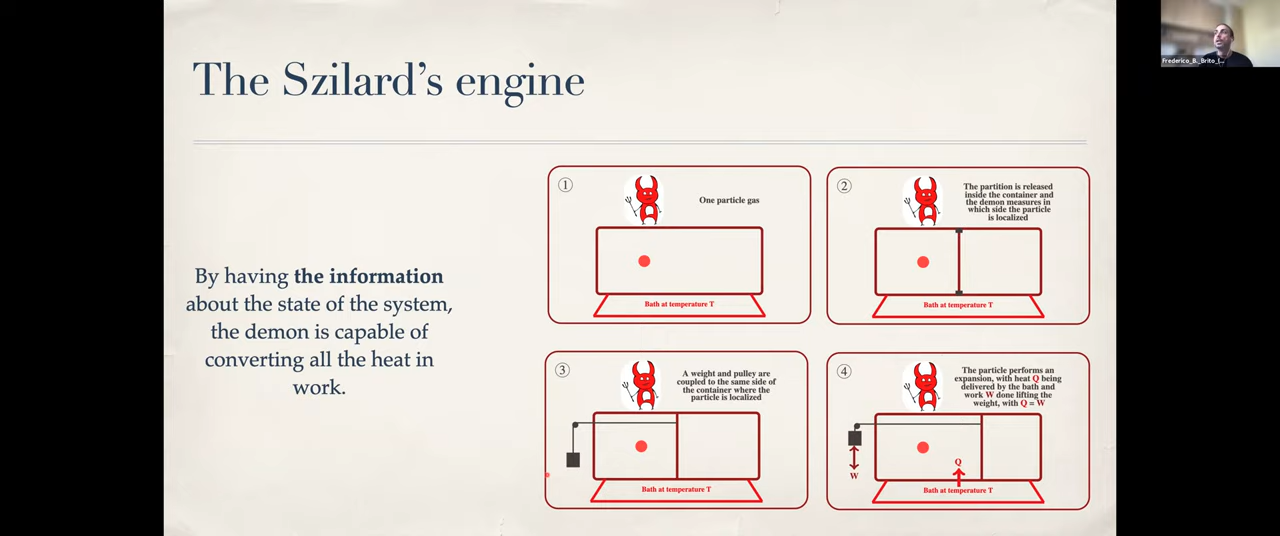 The Szilard's engine
By having the information
about the state of the system,
the demon is capable of
converting all the heat in
work.
1
One particle gas
Bath at temperature T
2
The partition is released
inside the container and
the demon measures in
which side the particle
is localized
Bath at temperature T
3
A weight and pulley are
coupled to the same side of
the container where the
particle is localized
Bath at temperature T
4
The particle performs an
expansion, with heat Q being
delivered by the bath and
work W done lifting the
weight, with Q = W
W
Q
Bath at temperature T
Frederico_B._Brito_(...